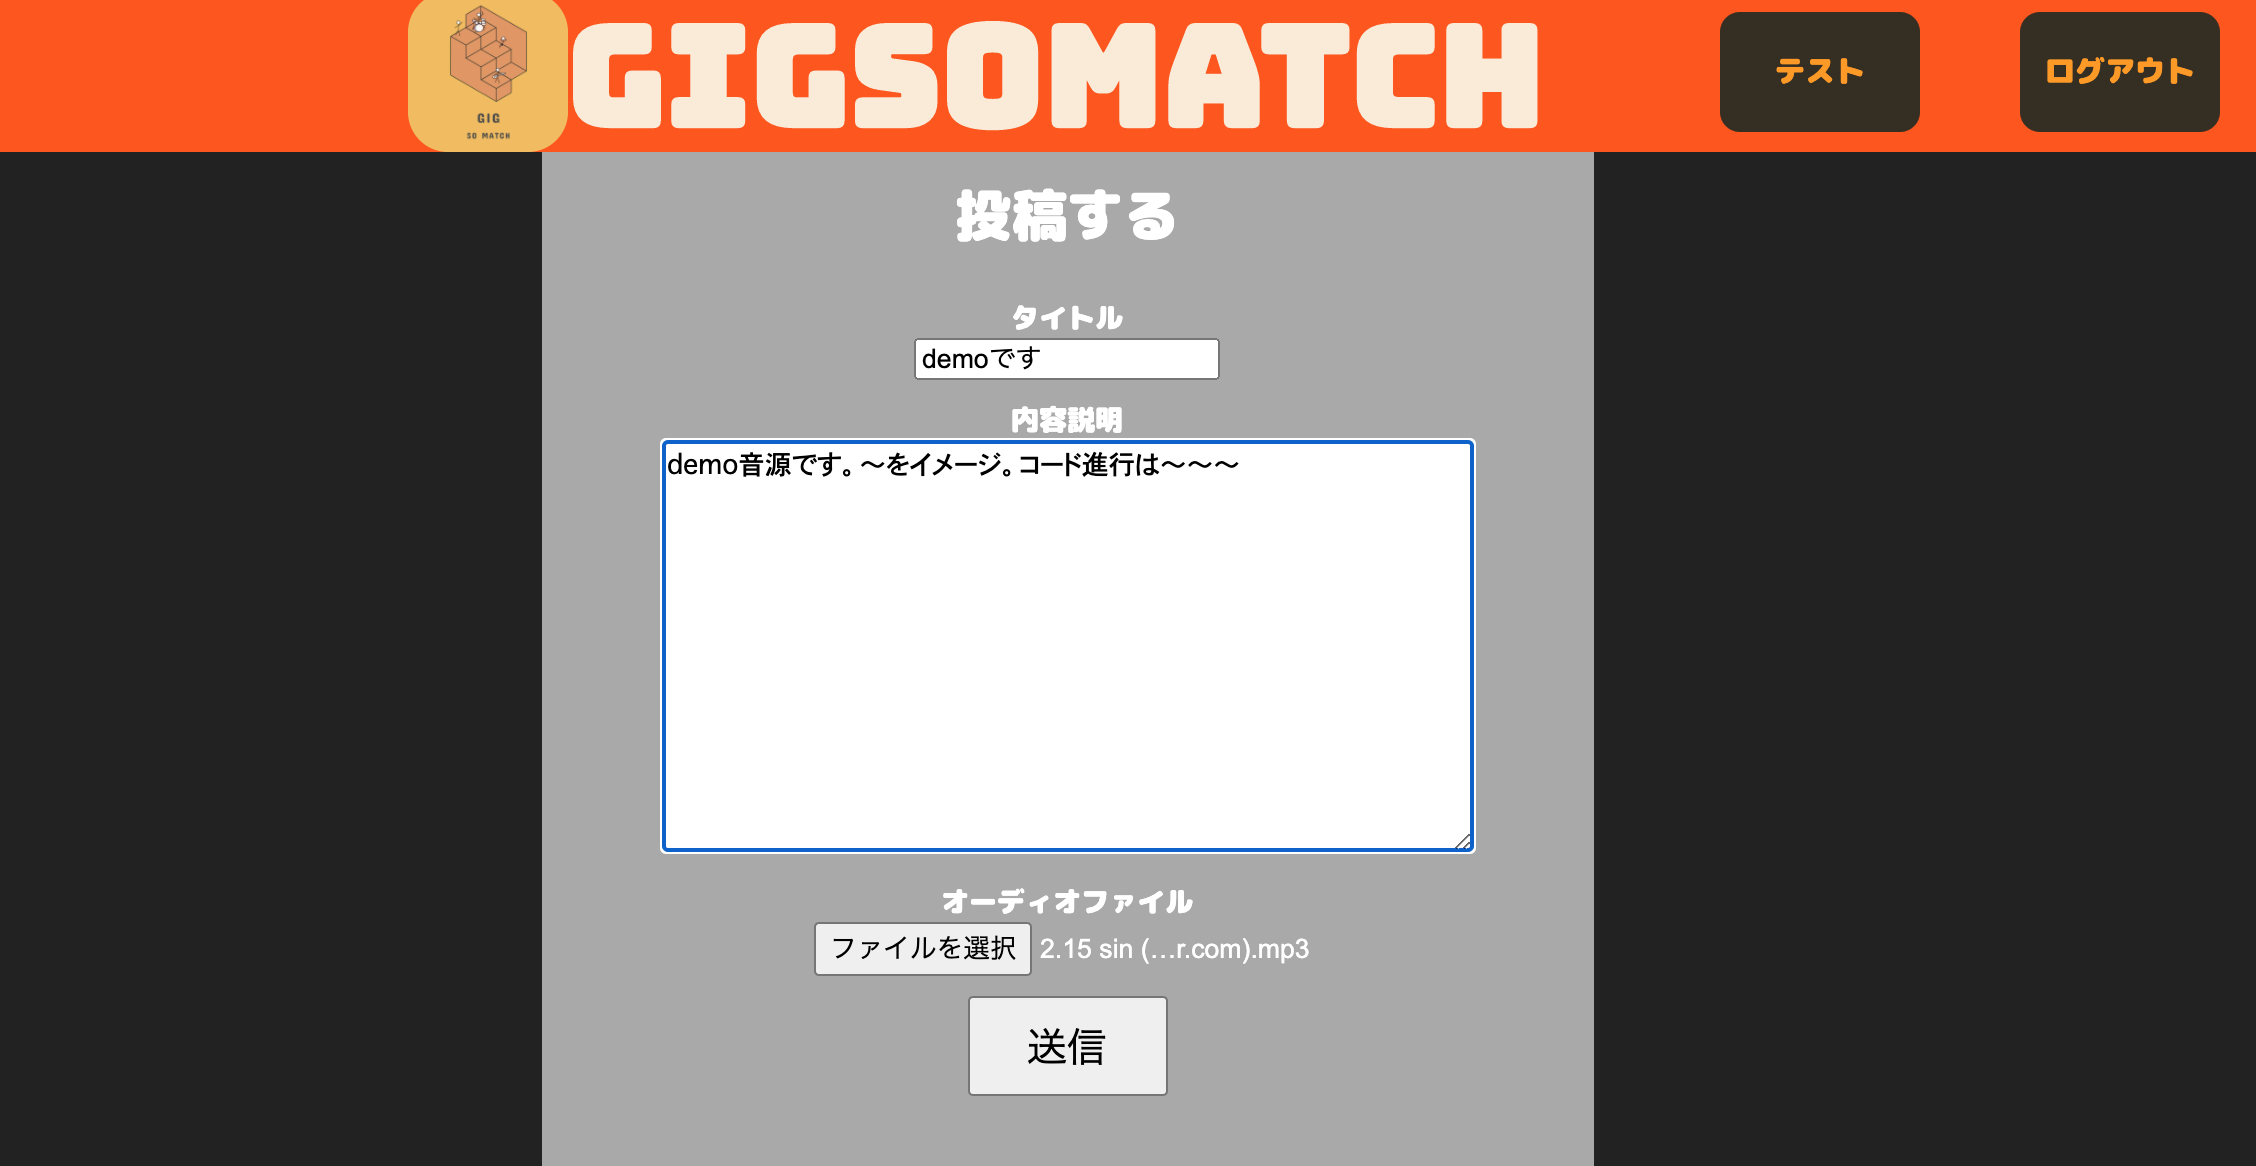 GIG
SO MATCH
GIGSOMATCH
テスト
ログアウト
投稿する
タイトル
demoです
内容説明
demo音源です。〜をイメージ。コード進行は〜〜〜
オーディオファイル
ファイルを選択 2.15 sin (...r.com).mp3
送信